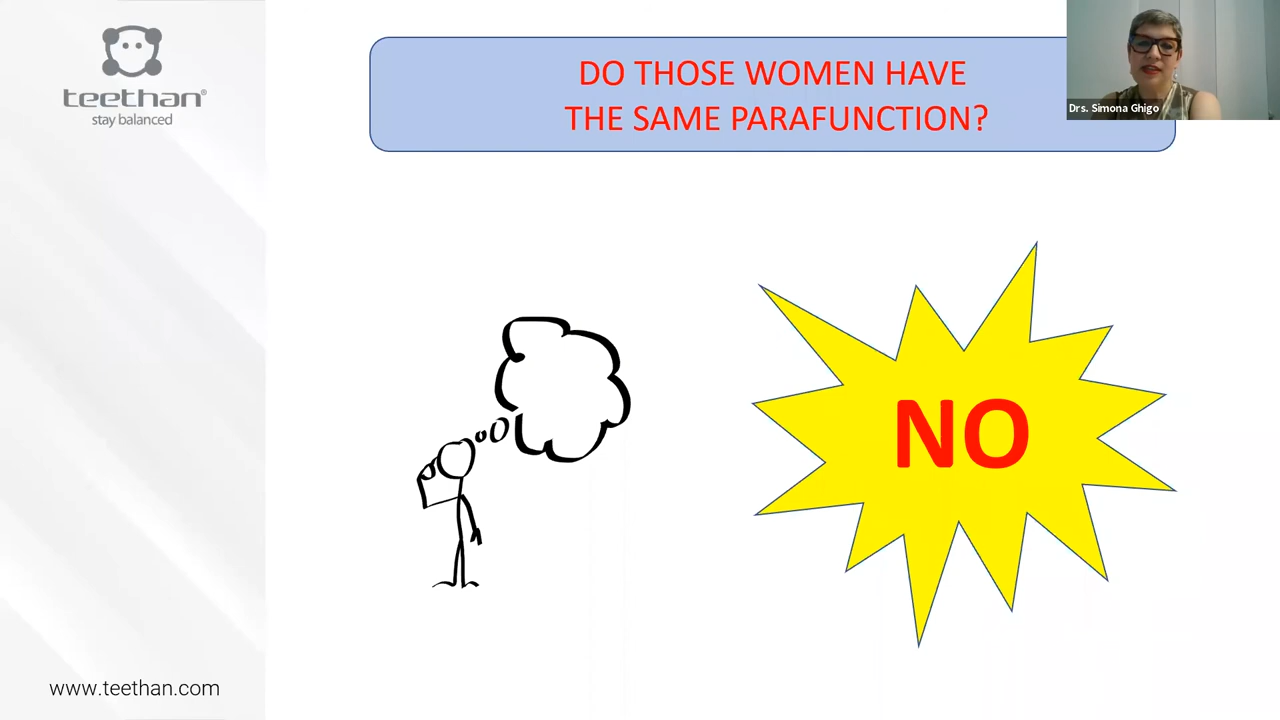 teethan®
stay balanced
DO THOSE WOMEN HAVE
THE SAME PARAFUNCTION?
Drs. Simona Ghigo
NO
www.teethan.com